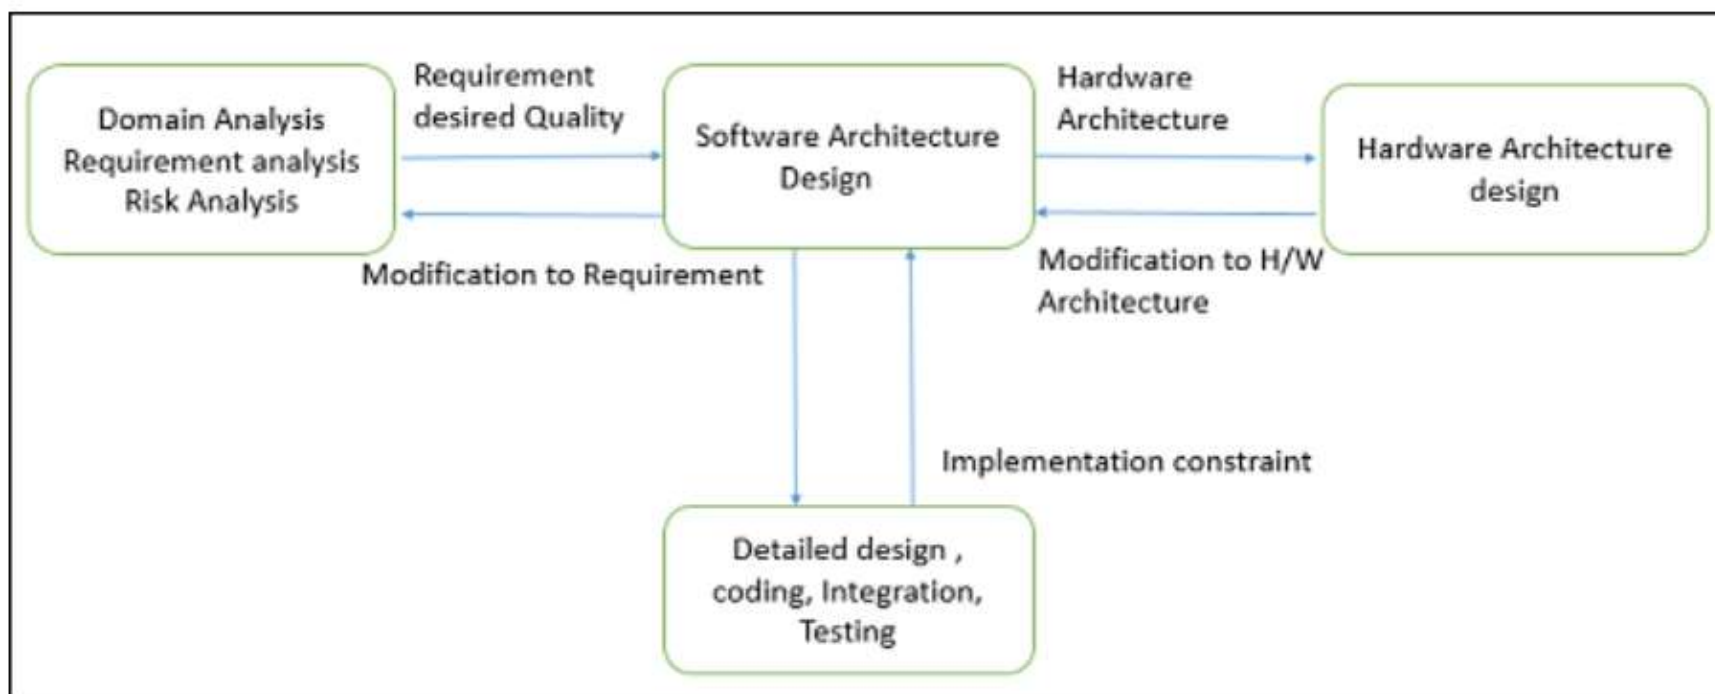 Domain Analysis
Requirement analysis
Risk Analysis
Requirement
desired Quality
Modification to Requirement
Software Architecture
Design
Hardware
Architecture
Modification to H/W
Architecture
Hardware Architecture
design
Implementation constraint
Detailed design ,
coding, Integration,
Testing